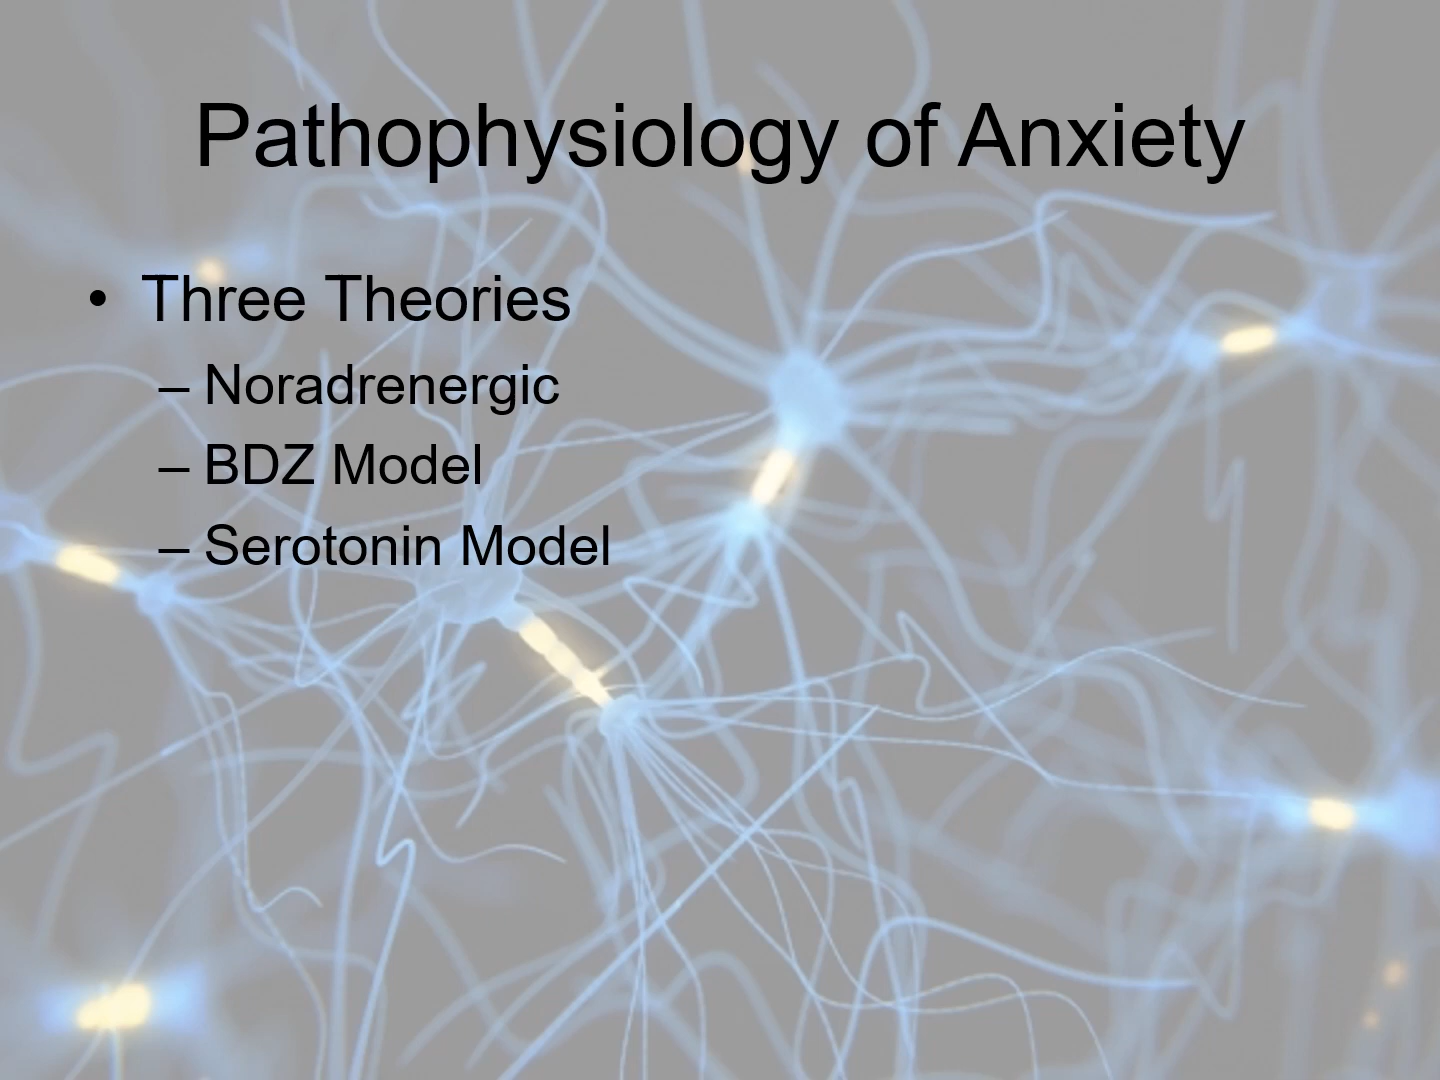 Pathophysiology of Anxiety
• Three Theories
– Noradrenergic
– BDZ Model
– Serotonin Model